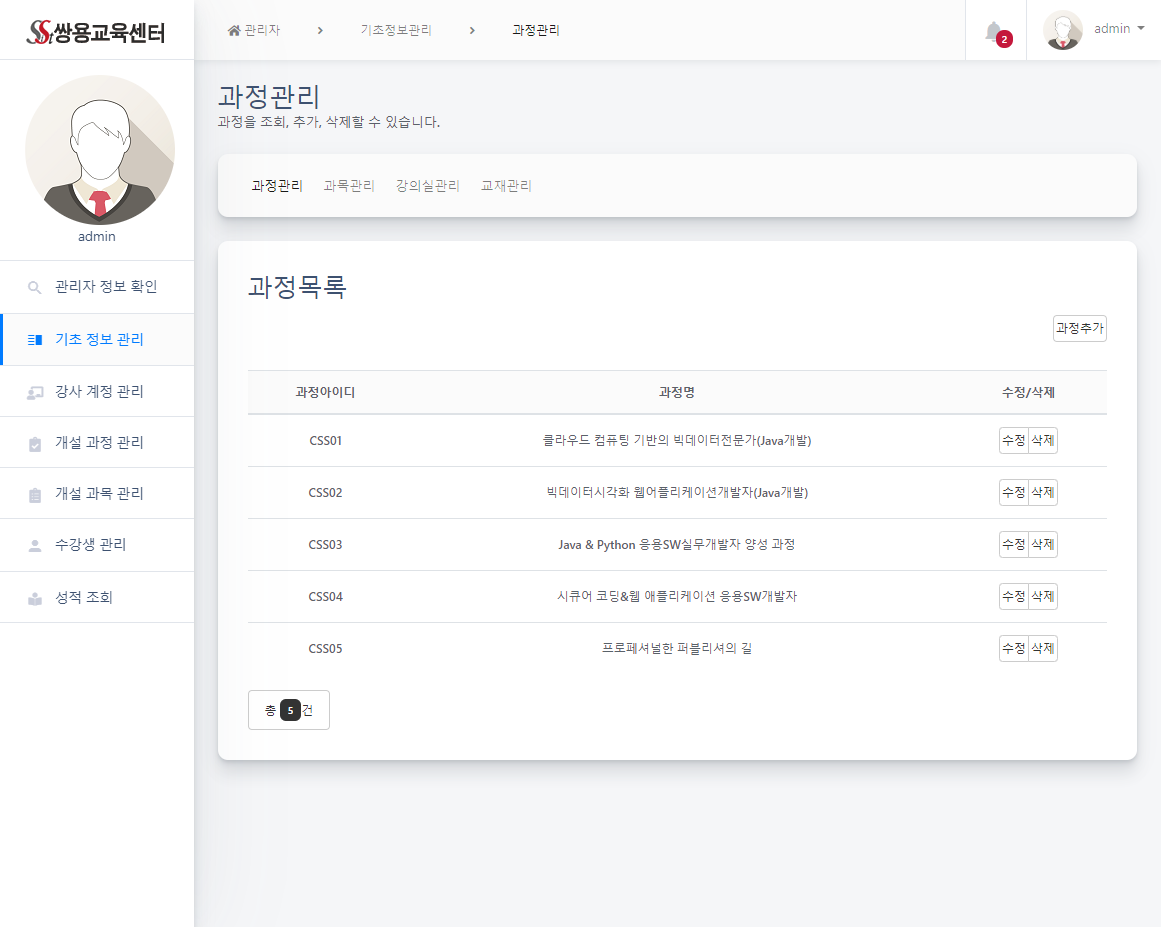 쌍용교육센터
관리자 기초정보관리 과정관리
2
admin
admin
관리자 정보 확인
기초 정보 관리
강사 계정 관리
개설 과정 관리
개설 과목 관리
수강생 관리
성적 조회
과정관리
과정을 조회, 추가, 삭제할 수 있습니다.
과정관리 과목관리 강의실관리 교재관리
과정목록
과정추가
과정아이디 과정명 수정/삭제
CSS01 클라우드 컴퓨팅 기반의 빅데이터전문가(Java개발) 수정 삭제
CSS02 빅데이터시각화 웹어플리케이션개발자(Java개발) 수정 삭제
CSS03 Java & Python 응용SW실무개발자 양성 과정 수정 삭제
CSS04 시큐어 코딩&웹 애플리케이션 응용SW개발자 수정 삭제
CSS05 프로페셔널한 퍼블리셔의 길 수정 삭제
총 5 건